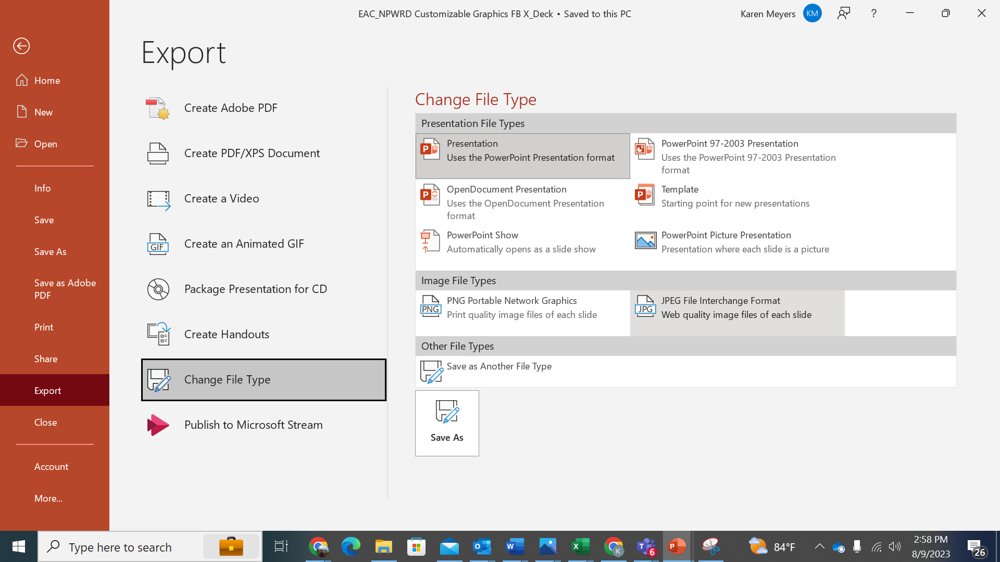 EAC_NPWRD Customizable Graphics FB X_Deck • Saved to this PC
Karen Meyers
KM
?
Export
Home
New
Open
Info
Save
Save As
Save as Adobe
PDF
Print
Share
Export
Close
Account
More...
Create Adobe PDF
Create PDF/XPS Document
Create a Video
GIF
Create an Animated GIF
Package Presentation for CD
Create Handouts
Change File Type
Publish to Microsoft Stream
Change File Type
Presentation File Types
P
Presentation
Uses the PowerPoint Presentation format
PowerPoint 97-2003 Presentation
Uses the PowerPoint 97-2003 Presentation
format
P
OpenDocument Presentation
Uses the OpenDocument Presentation
format
P
Template
Starting point for new presentations
PowerPoint Show
Automatically opens as a slide show
PowerPoint Picture Presentation
Presentation where each slide is a picture
Image File Types
PNG
PNG Portable Network Graphics
Print quality image files of each slide
JPG
JPEG File Interchange Format
Web quality image files of each slide
Other File Types
Save as Another File Type
Save As
Type here to search
O
W
X
K
T
6
P
84°F
2:58 PM
8/9/2023
26